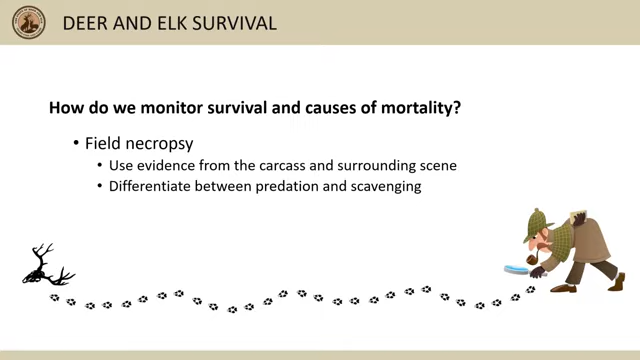 DEER AND ELK SURVIVAL
How do we monitor survival and causes of mortality?
• Field necropsy
• Use evidence from the carcass and surrounding scene
• Differentiate between predation and scavenging